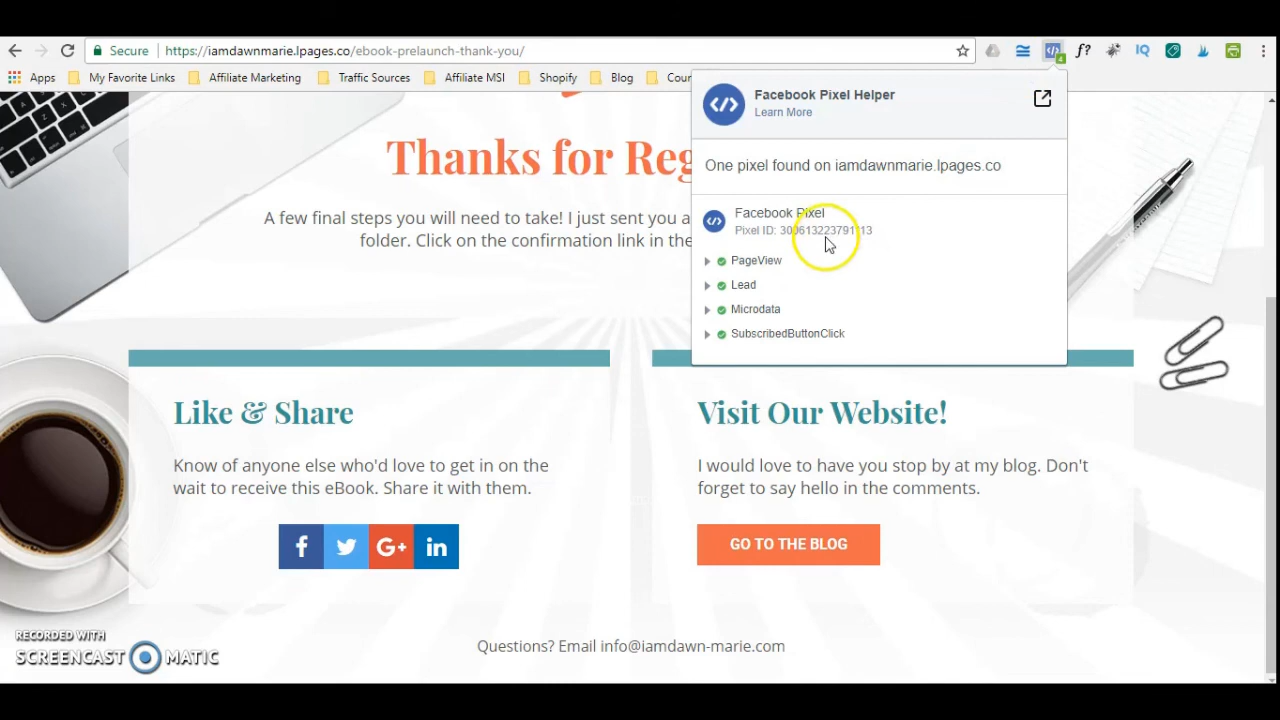 Secure https://iamdawnmarie.lpages.co/ebook-prelaunch-thank-you/
4
f?
IQ
Apps My Favorite Links Affiliate Marketing Traffic Sources Affiliate MSI Shopify Blog
Facebook Pixel Helper
Learn More
One pixel found on iamdawnmarie.lpages.co
Facebook Pixel
Pixel ID:
PageView
Lead
Microdata
SubscribedButtonClick
Thanks for
A few final steps you will need to take! I just sent you a
folder. Click on the confirmation link in the
Like & Share
Know of anyone else who'd love to get in on the
wait to receive this eBook. Share it with them.
f G+ in
Visit Our Website!
I would love to have you stop by at my blog. Don't
forget to say hello in the comments.
GO TO THE BLOG
RECORDED WITH
SCREENCAST MATIC
Questions? Email info@iamdawn-marie.com